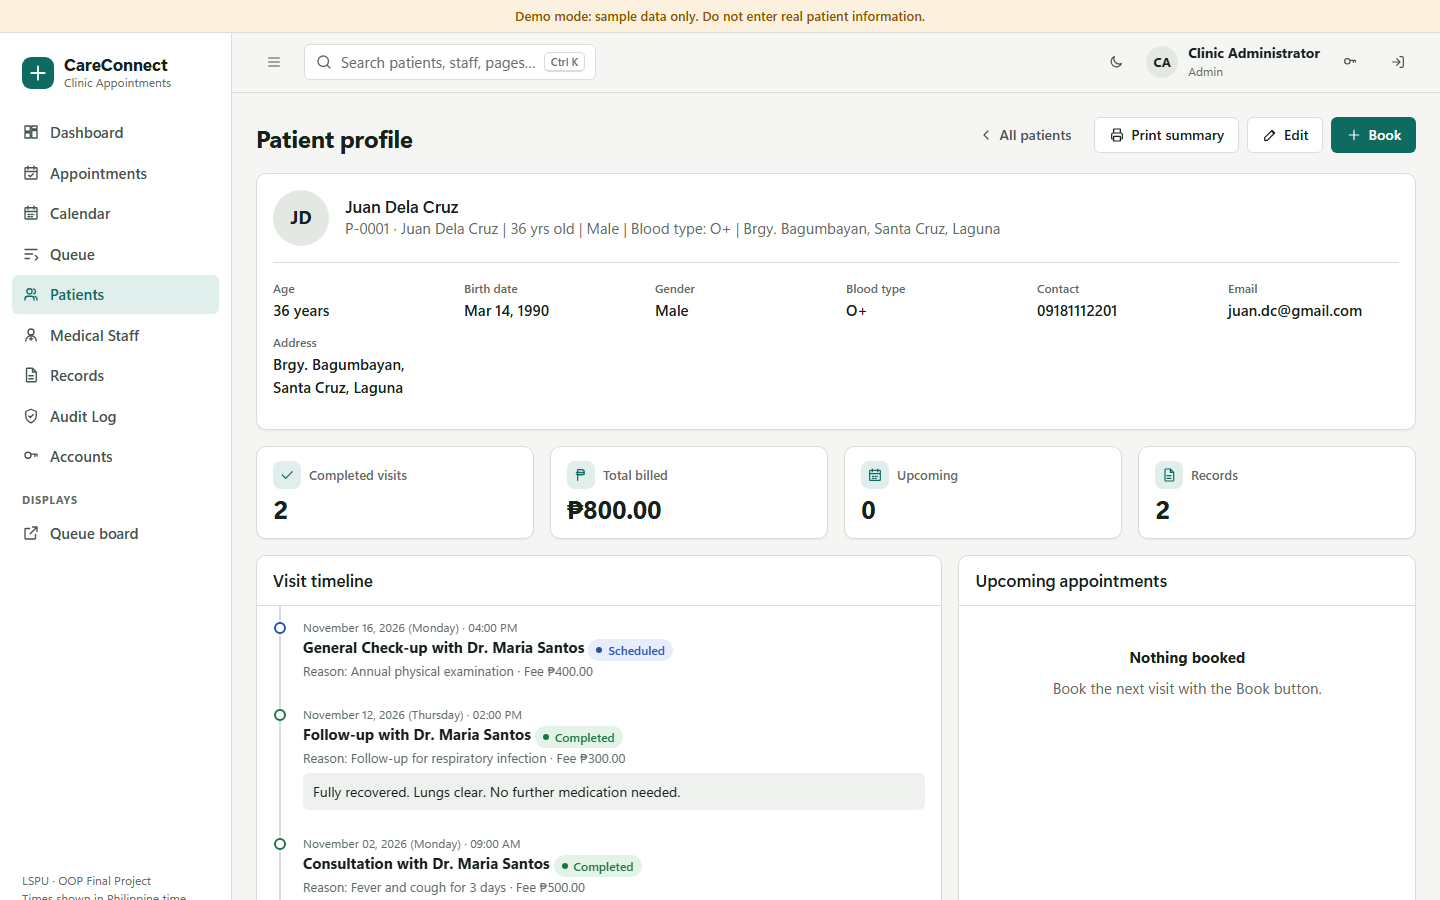 Demo mode: sample data only. Do not enter real patient information.
CareConnect
Clinic Appointments
Search patients, staff, pages...
Ctrl K
CA
Clinic Administrator
Admin
Dashboard
Appointments
Calendar
Queue
Patients
Medical Staff
Records
Audit Log
Accounts
DISPLAYS
Queue board
LSPU · OOP Final Project
Times shown in Philippine time
Patient profile
All patients
Print summary
Edit
Book
JD
Juan Dela Cruz
P-0001 · Juan Dela Cruz | 36 yrs old | Male | Blood type: O+ | Brgy. Bagumbayan, Santa Cruz, Laguna
Age
36 years
Birth date
Mar 14, 1990
Gender
Male
Blood type
O+
Contact
09181112201
Email
juan.dc@gmail.com
Address
Brgy. Bagumbayan,
Santa Cruz, Laguna
Completed visits
2
Total billed
₱800.00
Upcoming
0
Records
2
Visit timeline
November 16, 2026 (Monday) · 04:00 PM
General Check-up with Dr. Maria Santos Scheduled
Reason: Annual physical examination · Fee ₱400.00
November 12, 2026 (Thursday) · 02:00 PM
Follow-up with Dr. Maria Santos Completed
Reason: Follow-up for respiratory infection · Fee ₱300.00
Fully recovered. Lungs clear. No further medication needed.
November 02, 2026 (Monday) · 09:00 AM
Consultation with Dr. Maria Santos Completed
Reason: Fever and cough for 3 days · Fee ₱500.00
Upcoming appointments
Nothing booked
Book the next visit with the Book button.